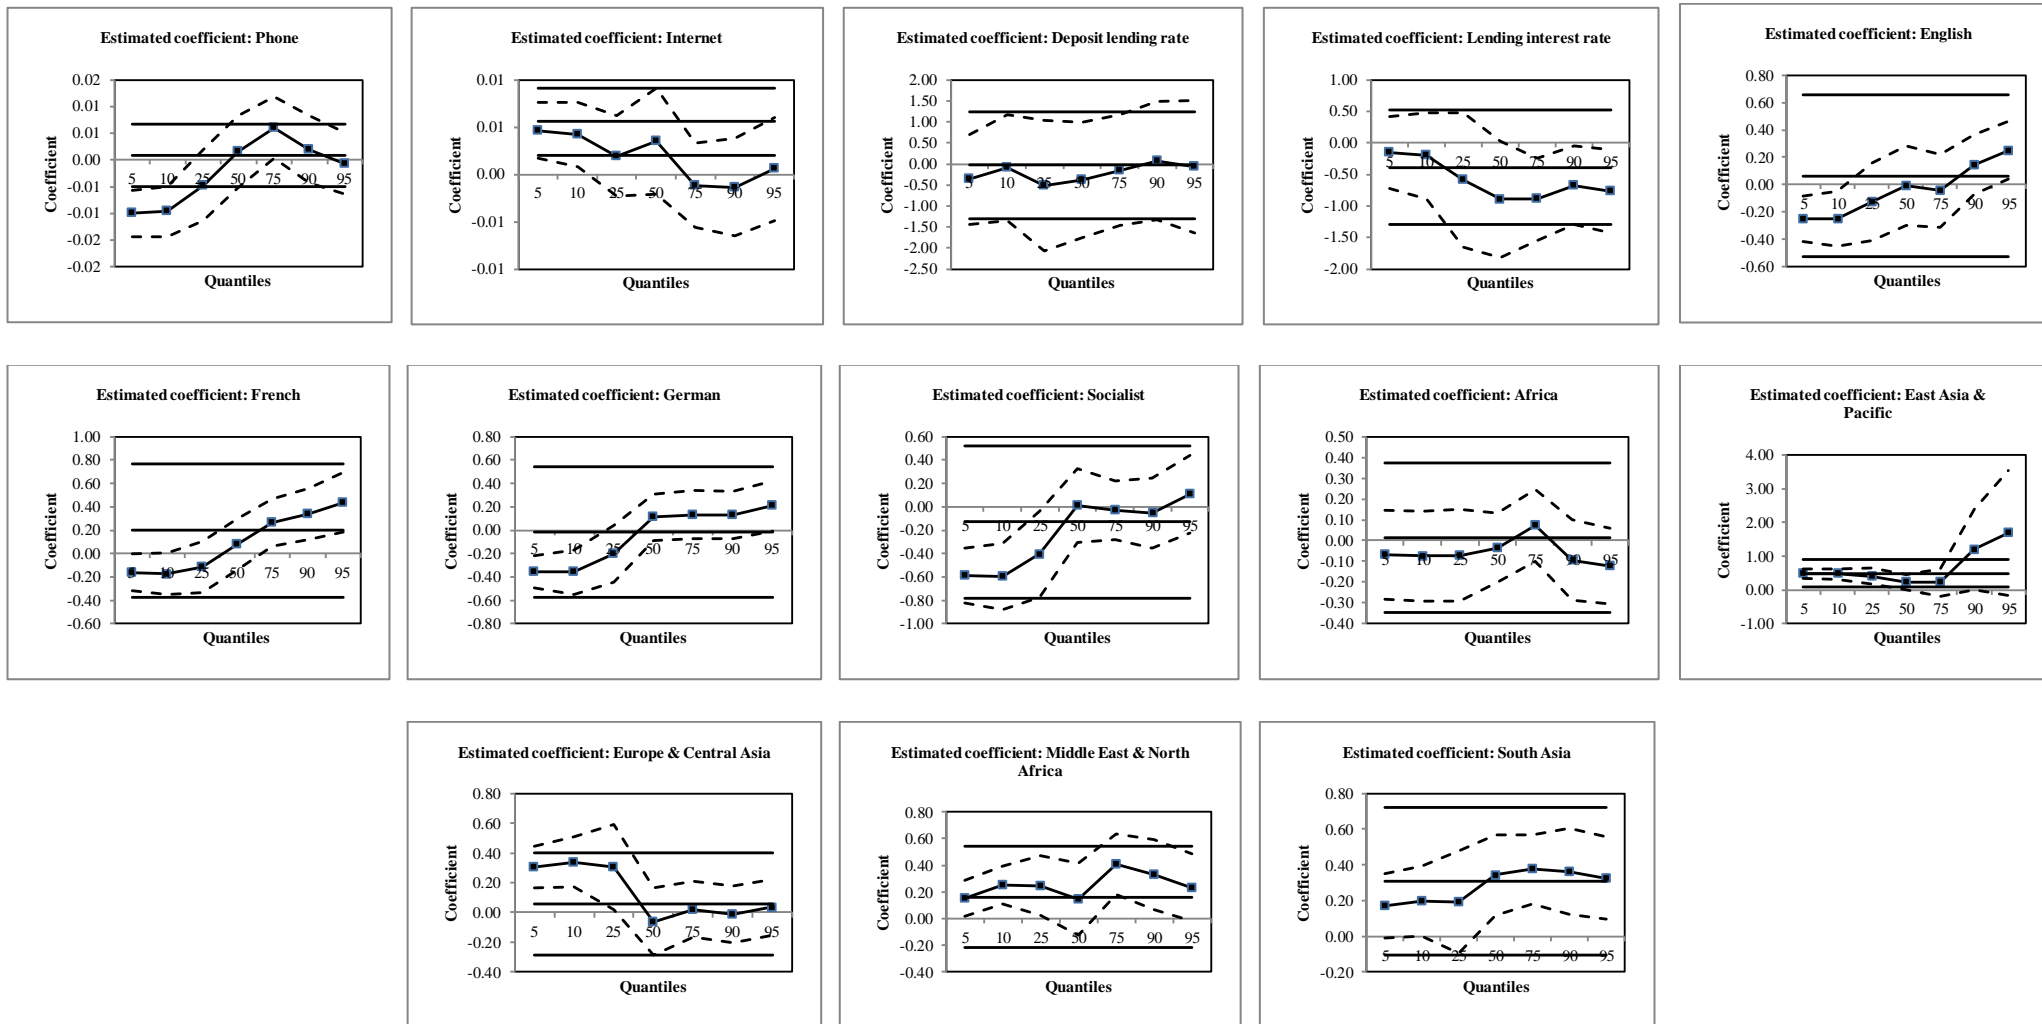 Estimated coefficient: Phone
0.02
0.01
0.01
0.00
-0.01
-0.01
-0.02
-0.02
5 10 25 50 75 90 95
Coefficient
Quantiles
Estimated coefficient: Internet
0.01
0.01
0.00
-0.01
-0.01
5 10 25 50 75 90 95
Coefficient
Quantiles
Estimated coefficient: Deposit lending rate
2.00
1.50
1.00
0.50
0.00
-0.50
-1.00
-1.50
-2.00
-2.50
5 10 25 50 75 90 95
Coefficient
Quantiles
Estimated coefficient: Lending interest rate
1.00
0.50
0.00
-0.50
-1.00
-1.50
-2.00
5 10 25 50 75 90 95
Coefficient
Quantiles
Estimated coefficient: English
0.80
0.60
0.40
0.20
0.00
-0.20
-0.40
-0.60
5 10 25 50 75 90 95
Coefficient
Quantiles
Estimated coefficient: French
1.00
0.80
0.60
0.40
0.20
0.00
-0.20
-0.40
-0.60
5 10 25 50 75 90 95
Coefficient
Quantiles
Estimated coefficient: German
0.80
0.60
0.40
0.20
0.00
-0.20
-0.40
-0.60
-0.80
5 10 25 50 75 90 95
Coefficient
Quantiles
Estimated coefficient: Socialist
0.60
0.40
0.20
0.00
-0.20
-0.40
-0.60
-0.80
-1.00
5 10 25 50 75 90 95
Coefficient
Quantiles
Estimated coefficient: Africa
0.50
0.40
0.30
0.20
0.10
0.00
-0.10
-0.20
-0.30
-0.40
5 10 25 50 75 90 95
Coefficient
Quantiles
Estimated coefficient: East Asia &
Pacific
4.00
3.00
2.00
1.00
0.00
-1.00
5 10 25 50 75 90 95
Coefficient
Quantiles
Estimated coefficient: Europe & Central Asia
0.80
0.60
0.40
0.20
0.00
-0.20
-0.40
5 10 25 50 75 90 95
Coefficient
Quantiles
Estimated coefficient: Middle East & North
Africa
0.80
0.60
0.40
0.20
0.00
-0.20
-0.40
5 10 25 50 75 90 95
Coefficient
Quantiles
Estimated coefficient: South Asia
0.80
0.60
0.40
0.20
0.00
-0.20
5 10 25 50 75 90 95
Coefficient
Quantiles